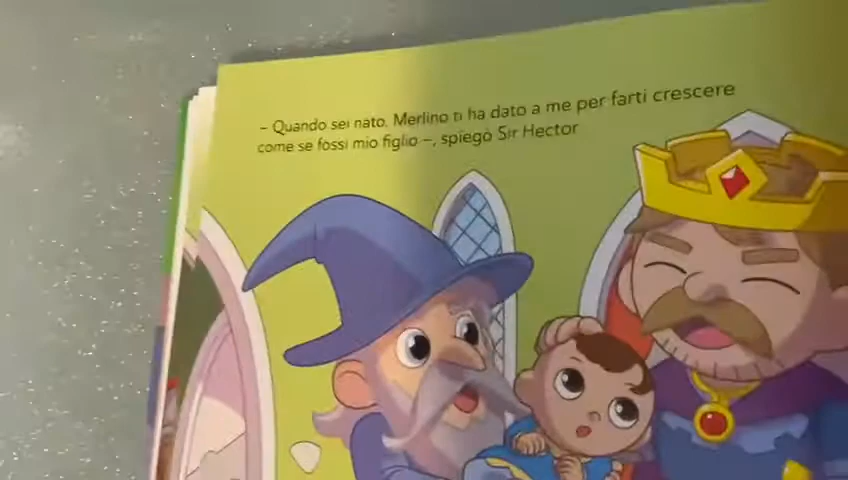 – Quando sei nato, Merlino ti ha dato a me per farti crescere
come se fossi mio figlio –, spiegò Sir Hector